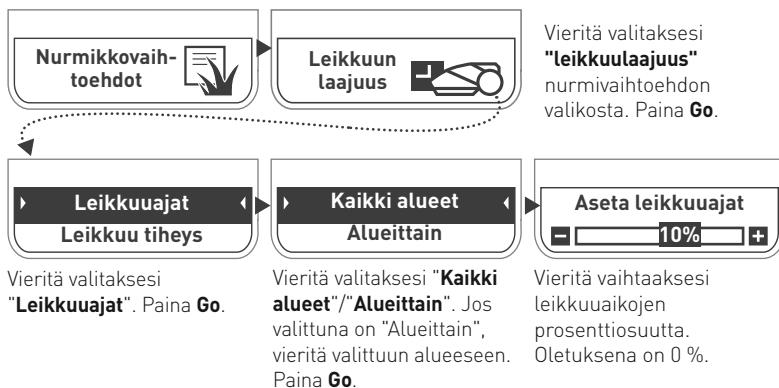 Nurmikkovaih-
toehdot
Leikkuun
laajuus
Vieritä valitaksesi
"leikkuulaajuus"
nurmivaihtoehdon
valikosta. Paina Go.
Leikkuuajat
Leikkuu tiheys
Kaikki alueet
Alueittain
Aseta leikkuuajat
10%
Vieritä valitaksesi
"Leikkuuajat". Paina Go.
Vieritä valitaksesi "Kaikki
alueet"/"Alueittain". Jos
valittuna on "Alueittain",
vieritä valittuun alueeseen.
Paina Go.
Vieritä vaihtaaksesi
leikkuuaikojen
prosenttiosuutta.
Oletuksena on 0 %.